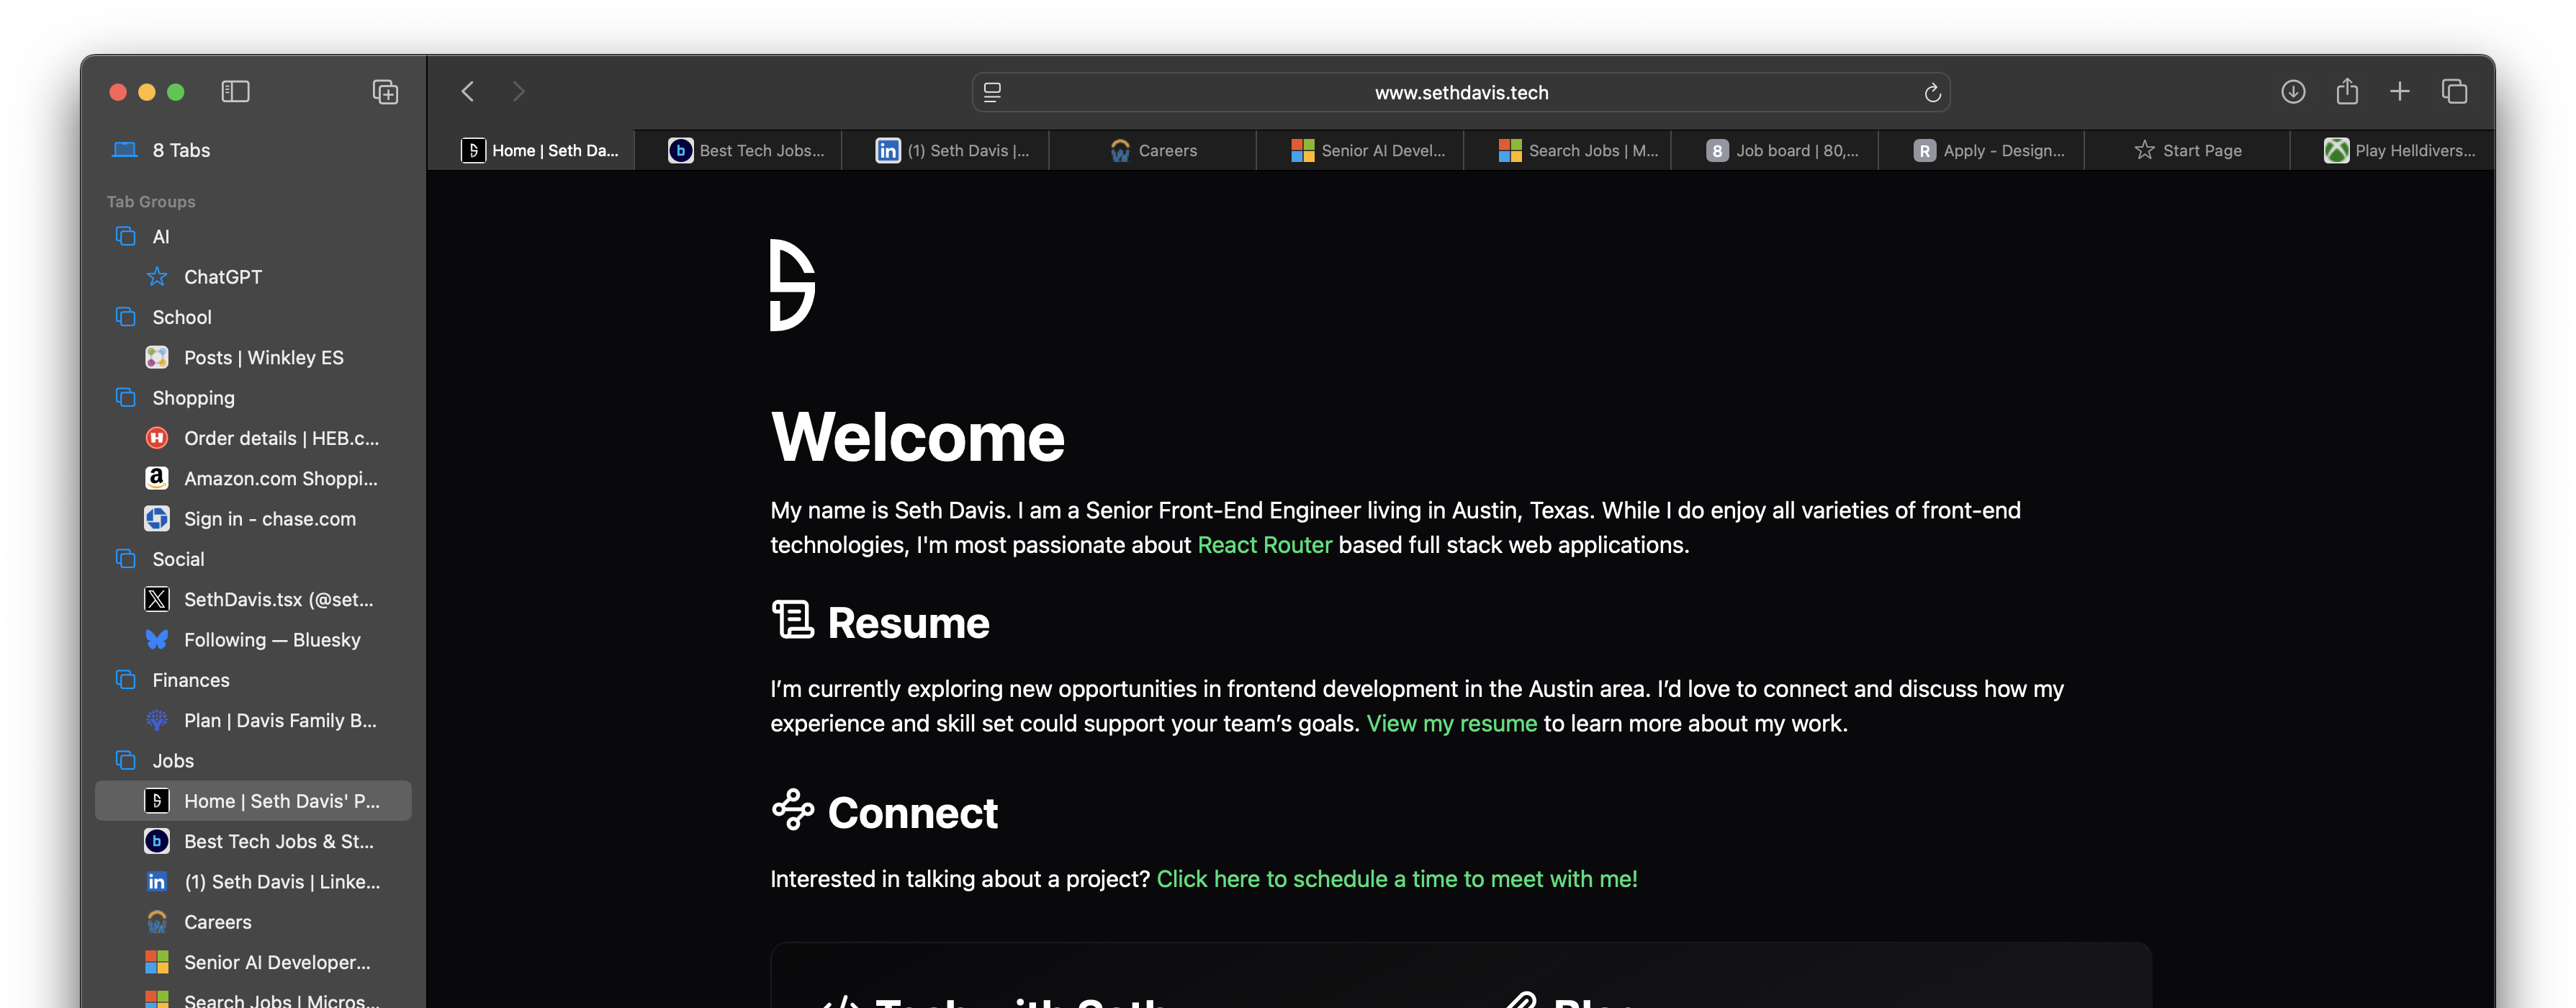 www.sethdavis.tech
8 Tabs
Home | Seth Da...
Best Tech Jobs...
(1) Seth Davis |...
Careers
Senior AI Devel...
Search Jobs | M...
8
Job board | 80,...
R
Apply - Design...
Start Page
Play Helldivers...
Tab Groups
AI
ChatGPT
School
Posts | Winkley ES
Shopping
Order details | HEB.c...
Amazon.com Shoppi...
Sign in - chase.com
Social
SethDavis.tsx (@set...
Following — Bluesky
Finances
Plan | Davis Family B...
Jobs
Home | Seth Davis' P...
Best Tech Jobs & St...
(1) Seth Davis | Linke...
Careers
Senior AI Developer...
Search Jobs | Micros...
Welcome
My name is Seth Davis. I am a Senior Front-End Engineer living in Austin, Texas. While I do enjoy all varieties of front-end
technologies, I'm most passionate about React Router based full stack web applications.
Resume
I’m currently exploring new opportunities in frontend development in the Austin area. I’d love to connect and discuss how my
experience and skill set could support your team’s goals. View my resume to learn more about my work.
Connect
Interested in talking about a project? Click here to schedule a time to meet with me!
Tech with Seth
Blog